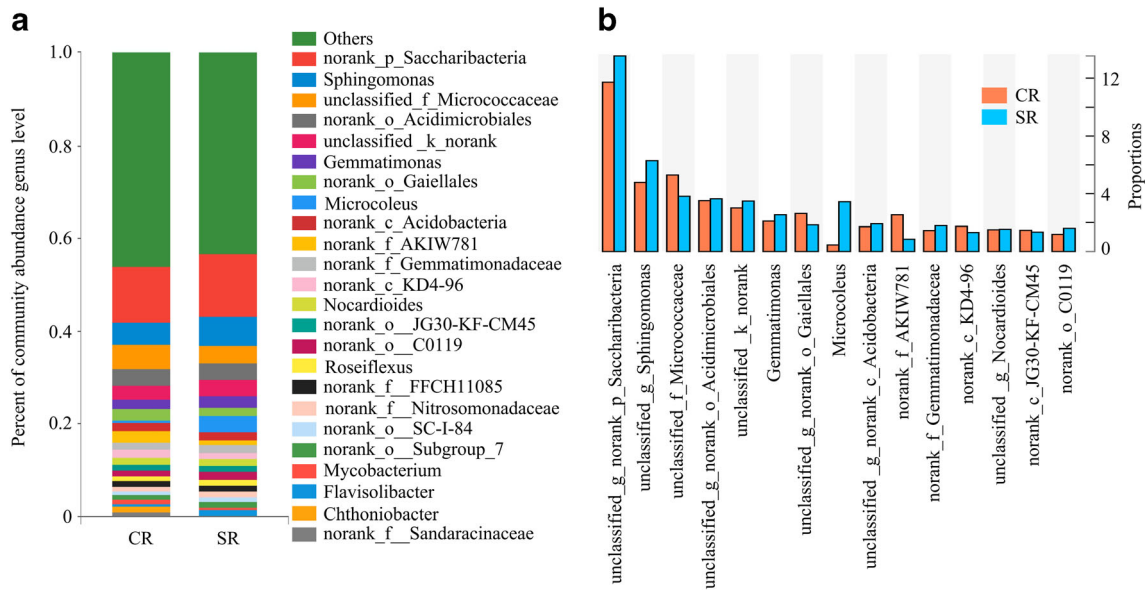 a
Percent of community abundance genus level
1.0
0.8
0.6
0.4
0.2
0
CR
SR
Others
norank_p_Saccharibacteria
Sphingomonas
unclassified_f_Micrococcaceae
norank_o_Acidimicrobiales
unclassified _k_norank
Gemmatimonas
norank_o_Gaiellales
Microcoleus
norank_c_Acidobacteria
norank_f_AKIW781
norank_f_Gemmatimonadaceae
norank_c_KD4-96
Nocardioides
norank_o__JG30-KF-CM45
norank_o__C0119
Roseiflexus
norank_f__FFCH11085
norank_f__Nitrosomonadaceae
norank_o__SC-I-84
norank_o__Subgroup_7
Mycobacterium
Flavisolibacter
Chthoniobacter
norank_f__Sandaracinaceae
b
CR
SR
12
8
4
0
Proportions
unclassified_g_norank_p_Saccharibacteria
unclassified_g_Sphingomonas
unclassified_f_Micrococcaceae
unclassified_g_norank_o_Acidimicrobiales
unclassified_k_norank
Gemmatimonas
unclassified_g_norank_o_Gaiellales
Microcoleus
unclassified_g_norank_c_Acidobacteria
norank_f_AKIW781
norank_f_Gemmatimonadaceae
norank_c_KD4-96
unclassified _g_Nocardioides
norank_c_JG30-KF-CM45
norank_o_C0119